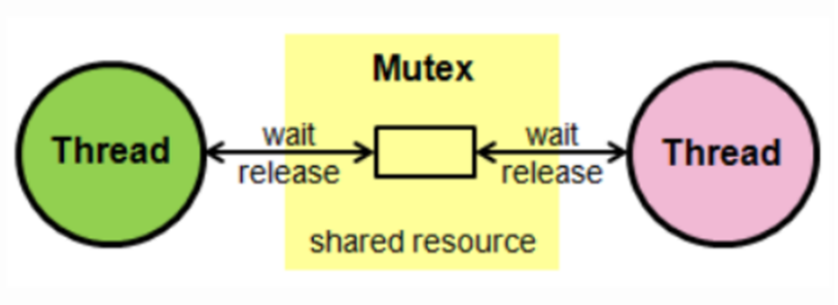 Mutex
Thread
wait
release
wait
release
Thread
shared resource